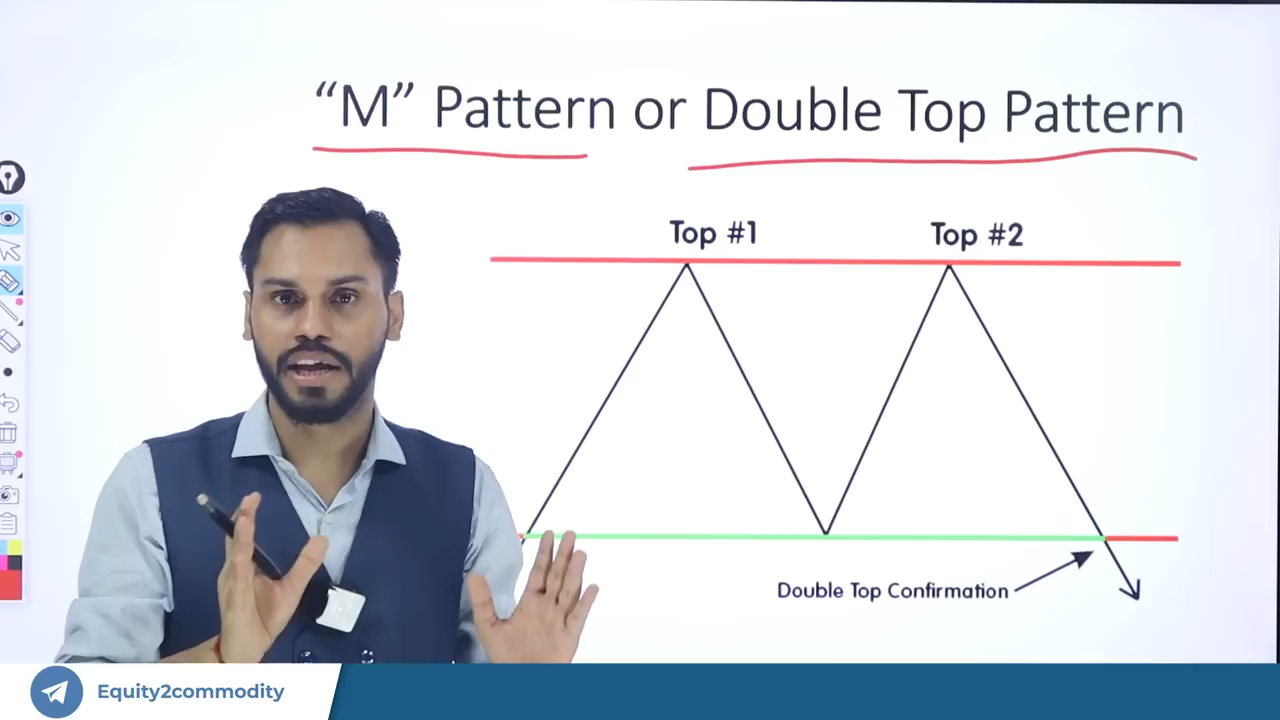 “M” Pattern or Double Top Pattern
Top #1
Top #2
Double Top Confirmation
Equity2commodity